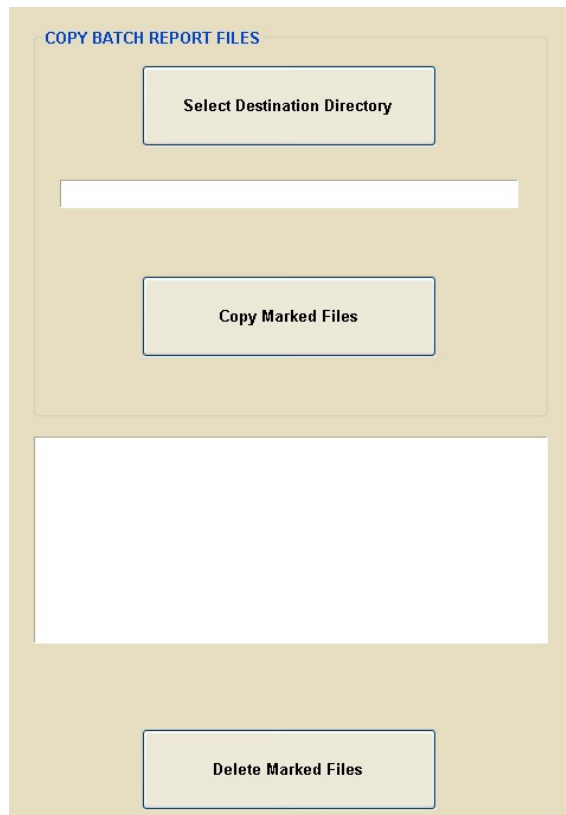 COPY BATCH REPORT FILES
Select Destination Directory
Copy Marked Files
Delete Marked Files